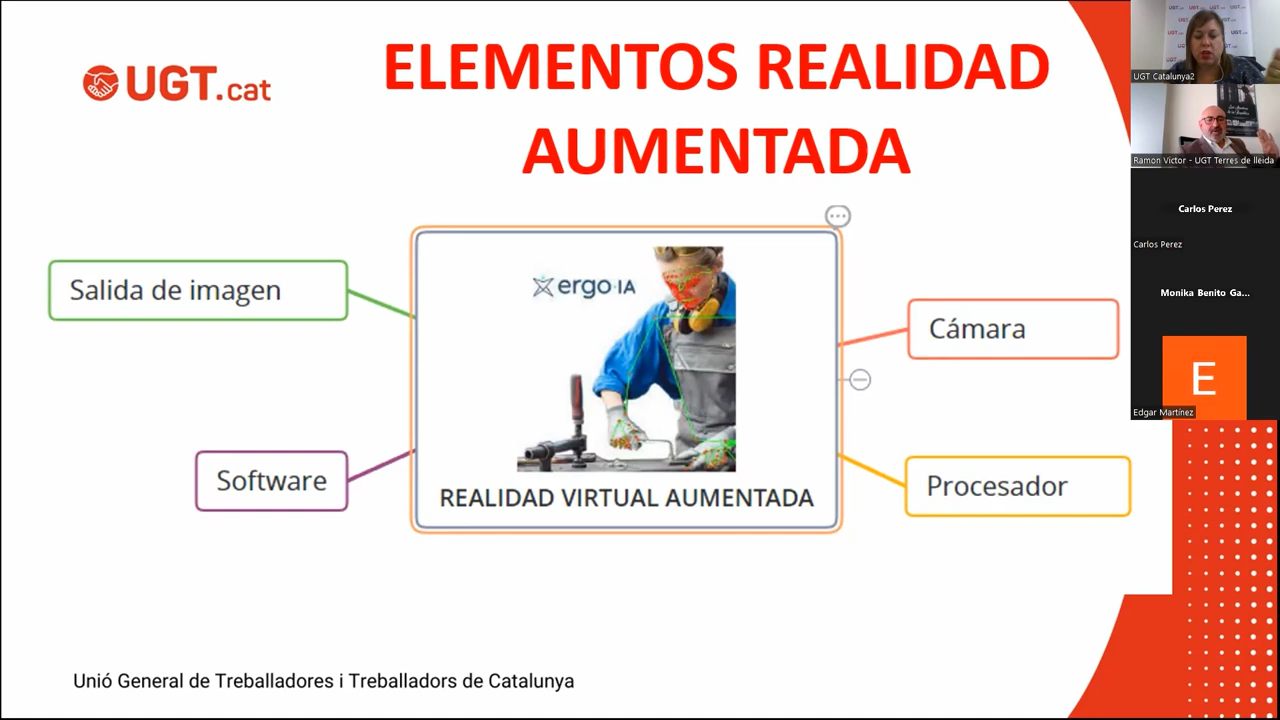 UGT.cat
ELEMENTOS REALIDAD
AUMENTADA
Salida de imagen
Software
ergo IA
REALIDAD VIRTUAL AUMENTADA
Cámara
Procesador
Unió General de Treballadores i Treballadors de Catalunya
UGT Catalunya2
Ramon Victor - UGT Terres de lleida
Carlos Perez
Carlos Perez
Monika Benito Ga...
E
Edgar Martínez